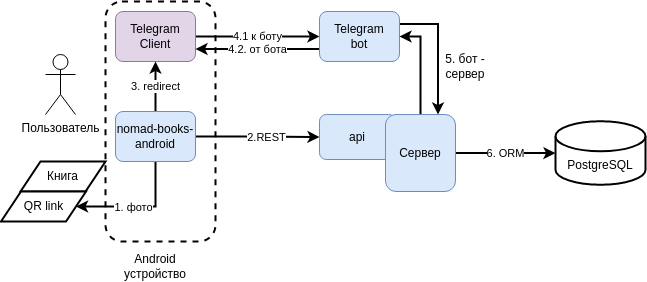 Telegram
Client
4.1 к боту
4.2. от бота
Telegram
bot
5. бот -
сервер
3. redirect
Пользователь
nomad-books-
android
2.REST
api
Сервер
6. ORM
PostgreSQL
Книга
QR link
1. фото
Android
устройство